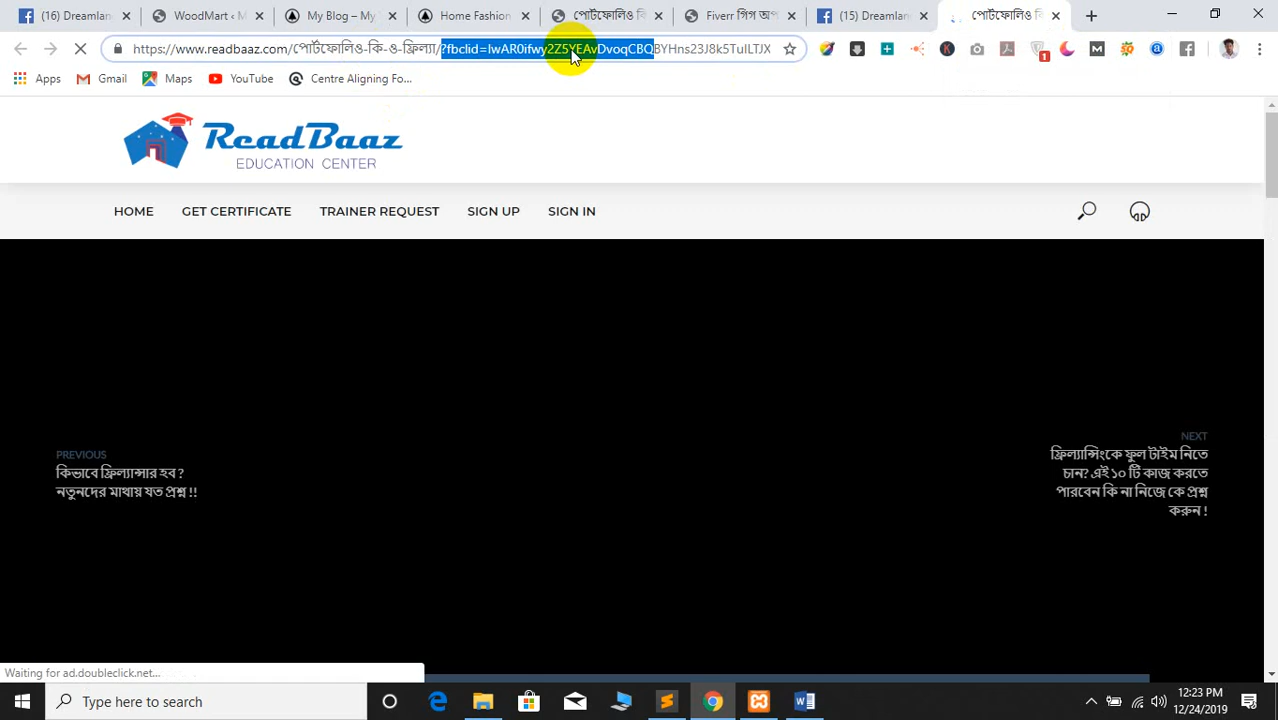 (16) Dreamlan
WoodMart ‹ M
My Blog – My
Home Fashion
পোর্টফোলিও কি
Fiverr গিগ অপ
(15) Dreamlan
পোর্টফোলিও কি
https://www.readbaaz.com/পোর্টফোলিও-কি-ও-ফ্রিল্যা/?fbclid=IwAR0ifwy2Z5YEAvDvoqCBQBYHns23J8k5TulLTJX
1
Apps
Gmail
Maps
YouTube
Centre Aligning Fo...
ReadBaaz
EDUCATION CENTER
HOME
GET CERTIFICATE
TRAINER REQUEST
SIGN UP
SIGN IN
PREVIOUS
কিভাবে ফ্রিল্যান্সার হব ?
নতুনদের মাথায় যত প্রশ্ন !!
NEXT
ফ্রিল্যান্সিংকে ফুল টাইম নিতে
চান? এই ১০ টি কাজ করতে
পারবেন কি না নিজে কে প্রশ্ন
করুন !
Waiting for ad.doubleclick.net...
Type here to search
12:23 PM
12/24/2019